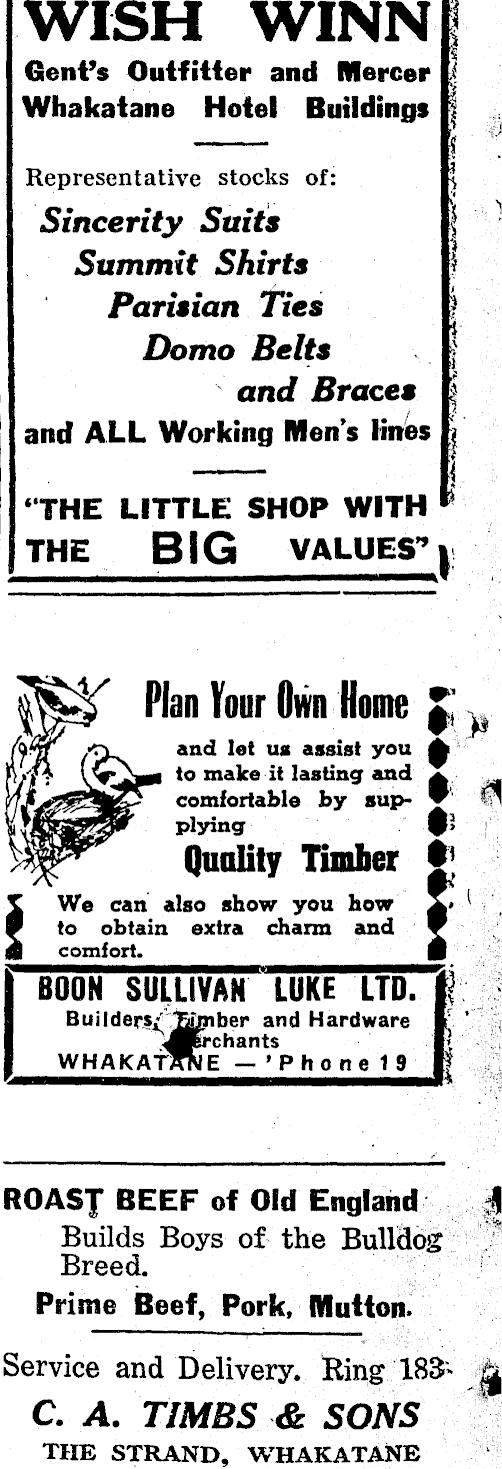 WISH WINN
Gent's Outfitter and Mercer
Whakatane Hotel Buildings
Representative stocks of:
Sincerity Suits
Summit Shirts
Parisian Ties
Domo Belts
and Braces
and ALL Working Men's lines
"THE LITTLE SHOP WITH
THE BIG VALUES"
Plan Your Own Home
and let us assist you
to make it lasting and
comfortable by sup-
plying
Quality Timber
We can also show you how
to obtain extra charm and
comfort.
BOON SULLIVAN LUKE LTD.
Builders, Timber and Hardware
erchants
WHAKATANE — 'Phone 19
ROAST BEEF of Old England
Builds Boys of the Bulldog
Breed.
Prime Beef, Pork, Mutton.
Service and Delivery. Ring 183
C. A. TIMBS & SONS
THE STRAND, WHAKATANE